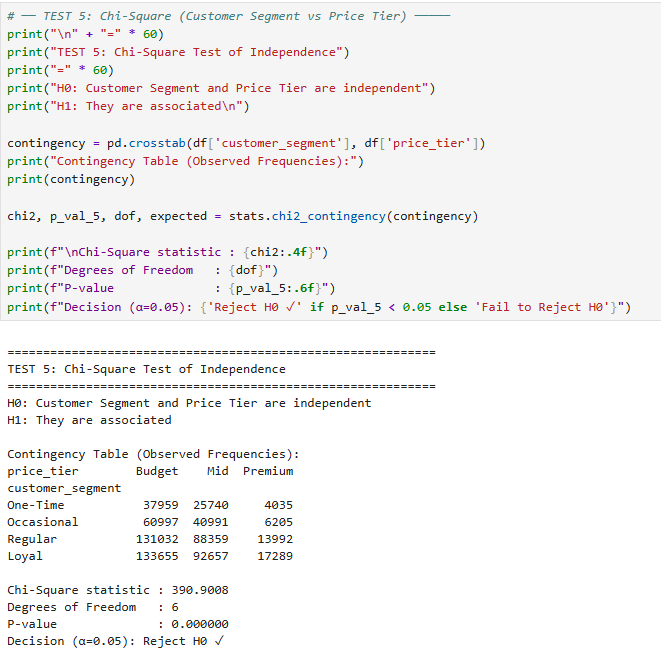 # —— TEST 5: Chi-Square (Customer Segment vs Price Tier) —————
print("\n" + "=" * 60)
print("TEST 5: Chi-Square Test of Independence")
print("=" * 60)
print("H0: Customer Segment and Price Tier are independent")
print("H1: They are associated\n")

contingency = pd.crosstab(df['customer_segment'], df['price_tier'])
print("Contingency Table (Observed Frequencies):")
print(contingency)

chi2, p_val_5, dof, expected = stats.chi2_contingency(contingency)

print(f"\nChi-Square statistic : {chi2:.4f}")
print(f"Degrees of Freedom   : {dof}")
print(f"P-value              : {p_val_5:.6f}")
print(f"Decision (α=0.05): {'Reject H0 ✓' if p_val_5 < 0.05 else 'Fail to Reject H0'}")

============================================================
TEST 5: Chi-Square Test of Independence
============================================================
H0: Customer Segment and Price Tier are independent
H1: They are associated

Contingency Table (Observed Frequencies):
price_tier        Budget    Mid  Premium
customer_segment
One-Time           37959  25740     4035
Occasional         60997  40991     6205
Regular           131032  88359    13992
Loyal             133655  92657    17289

Chi-Square statistic : 390.9008
Degrees of Freedom   : 6
P-value              : 0.000000
Decision (α=0.05): Reject H0 ✓